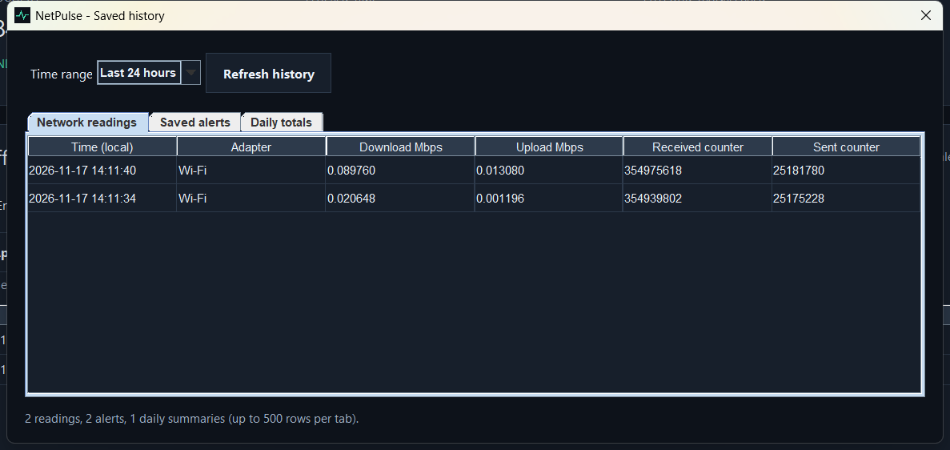 NetPulse - Saved history
Time range Last 24 hours Refresh history
Network readings Saved alerts Daily totals
Time (local) Adapter Download Mbps Upload Mbps Received counter Sent counter
2026-11-17 14:11:40 Wi-Fi 0.089760 0.013080 354975618 25181780
2026-11-17 14:11:34 Wi-Fi 0.020648 0.001196 354939802 25175228
2 readings, 2 alerts, 1 daily summaries (up to 500 rows per tab).